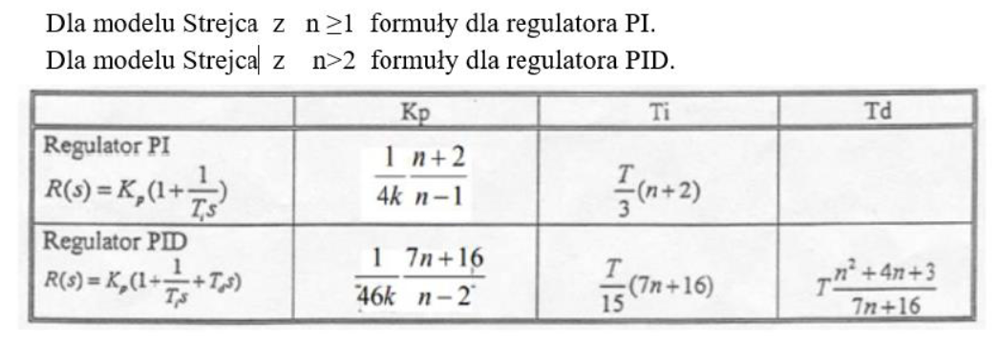 Dla modelu Strejca z n ≥1 formuły dla regulatora PI.
Dla modelu Strejca z n>2 formuły dla regulatora PID.
Kp Ti Td
Regulator PI
R(s) = K_p(1+\frac{1}{T_i s}) \frac{1}{4k} \frac{n+2}{n-1} \frac{T}{3}(n+2)
Regulator PID
R(s) = K_p(1+\frac{1}{T_i s}+T_d s) \frac{1}{46k} \frac{7n+16}{n-2} \frac{T}{15}(7n+16) T\frac{n²+4n+3}{7n+16}